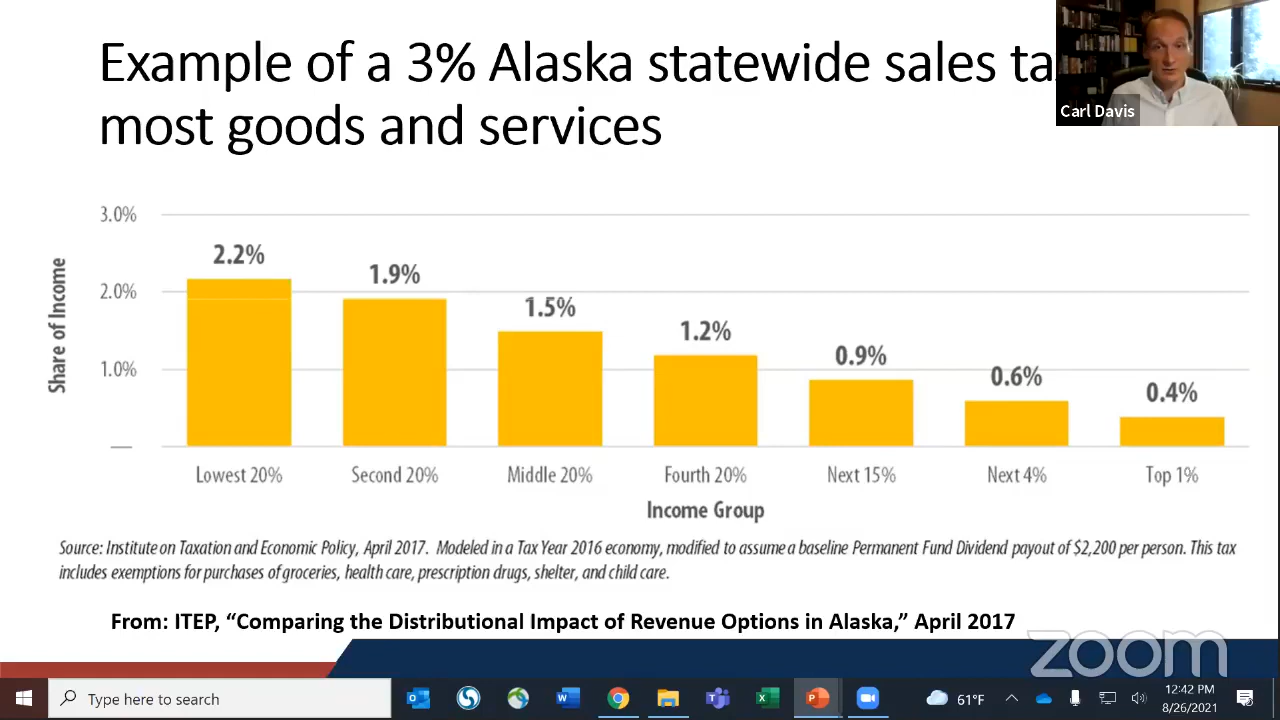 Example of a 3% Alaska statewide sales
most goods and services
Carl Davis
3.0%
2.0%
1.0%
—
Share of Income
2.2%
1.9%
1.5%
1.2%
0.9%
0.6%
0.4%
Lowest 20%
Second 20%
Middle 20%
Fourth 20%
Next 15%
Next 4%
Top 1%
Income Group
Source: Institute on Taxation and Economic Policy, April 2017. Modeled in a Tax Year 2016 economy, modified to assume a baseline Permanent Fund Dividend payout of $2,200 per person. This tax
includes exemptions for purchases of groceries, health care, prescription drugs, shelter, and child care.
From: ITEP, “Comparing the Distributional Impact of Revenue Options in Alaska,” April 2017
zoom
Type here to search
61°F
12:42 PM
8/26/2021